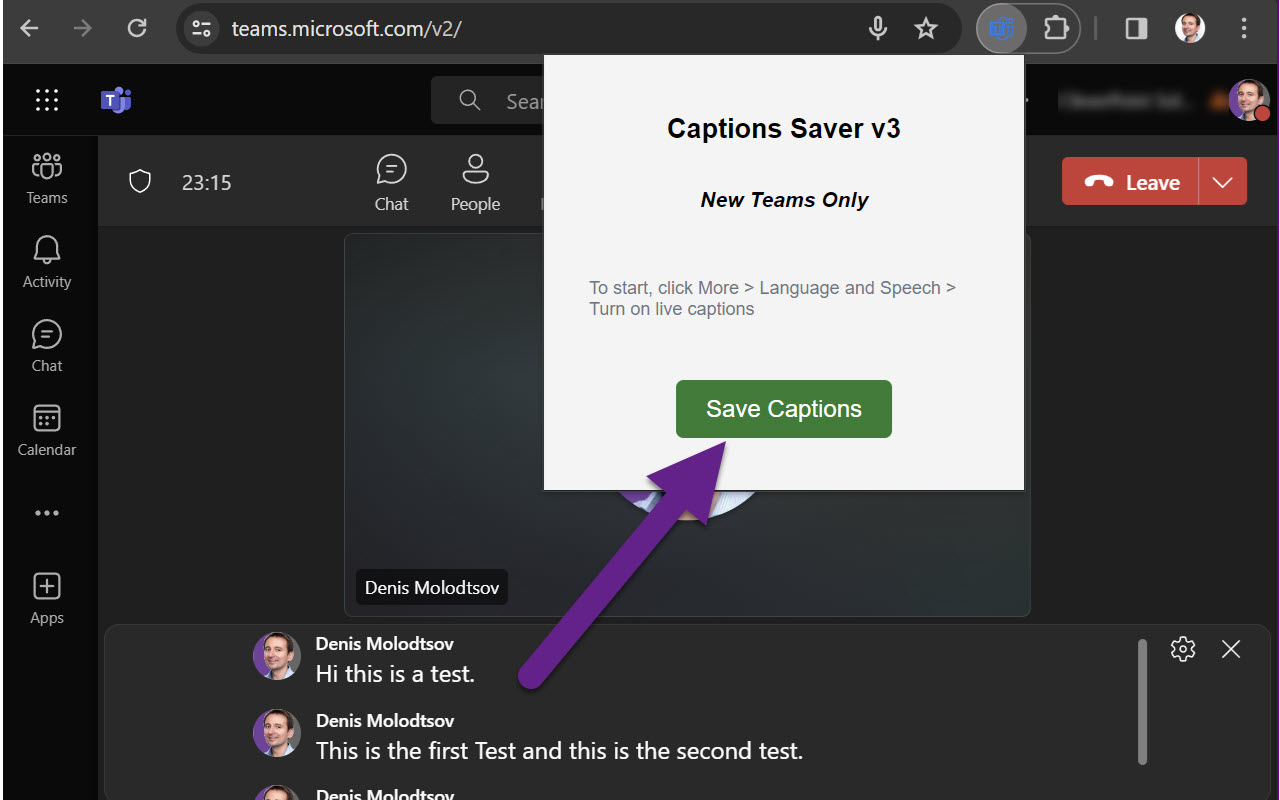 teams.microsoft.com/v2/
T
Sear
Captions Saver v3
New Teams Only
To start, click More > Language and Speech >
Turn on live captions
Save Captions
23:15
Chat
People
Leave
Teams
Activity
Chat
Calendar
Apps
Denis Molodtsov
Denis Molodtsov
Hi this is a test.
Denis Molodtsov
This is the first Test and this is the second test.
Denis Molodtsov